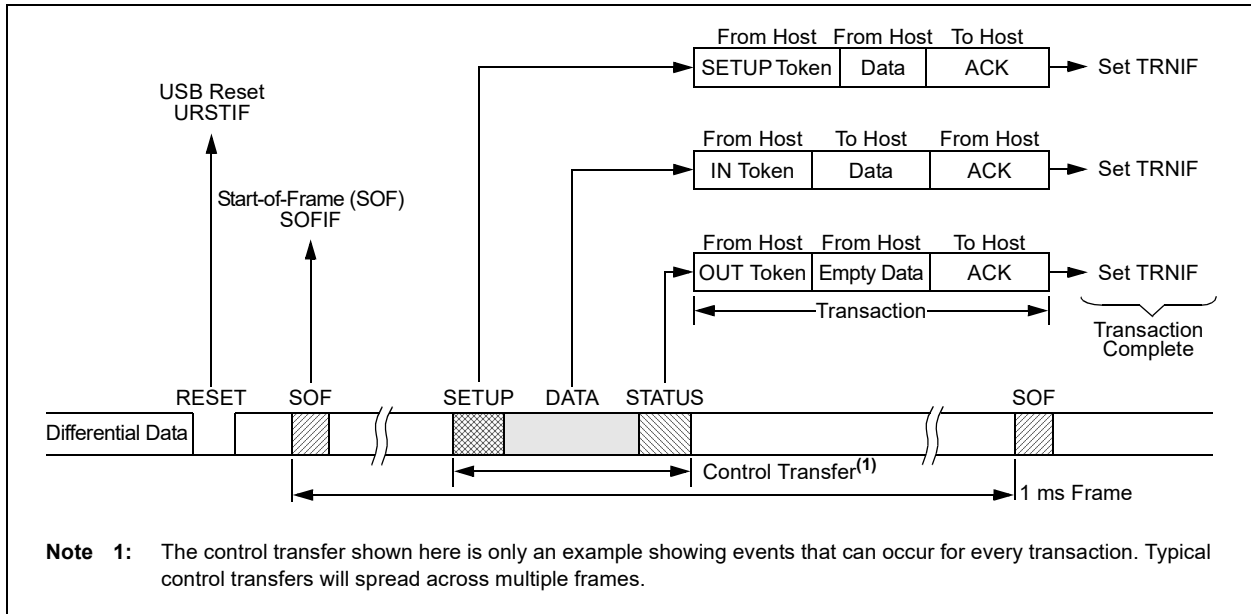 From Host From Host To Host
SETUP Token Data ACK Set TRNIF
USB Reset
URSTIF
From Host To Host From Host
IN Token Data ACK Set TRNIF
Start-of-Frame (SOF)
SOFIF
From Host From Host To Host
OUT Token Empty Data ACK Set TRNIF
Transaction
Transaction
Complete
RESET SOF SETUP DATA STATUS SOF
Differential Data
Control Transfer(1)
1 ms Frame
Note 1: The control transfer shown here is only an example showing events that can occur for every transaction. Typical
control transfers will spread across multiple frames.